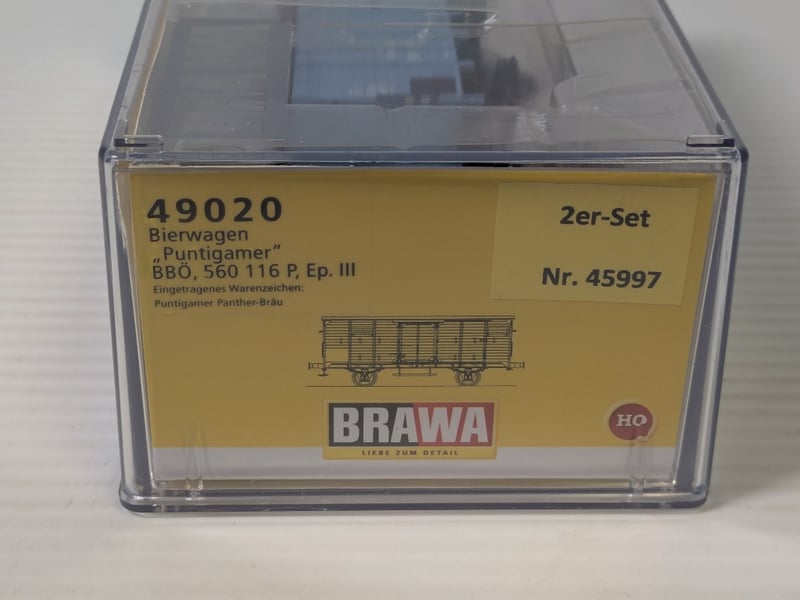 49020
Bierwagen
„Puntigamer“
BBÖ, 560 116 P, Ep. III
Eingetragenes Warenzeichen:
Puntigamer Panther-Bräu
2er-Set
Nr. 45997
BRAWA
LIEBE ZUM DETAIL
HO